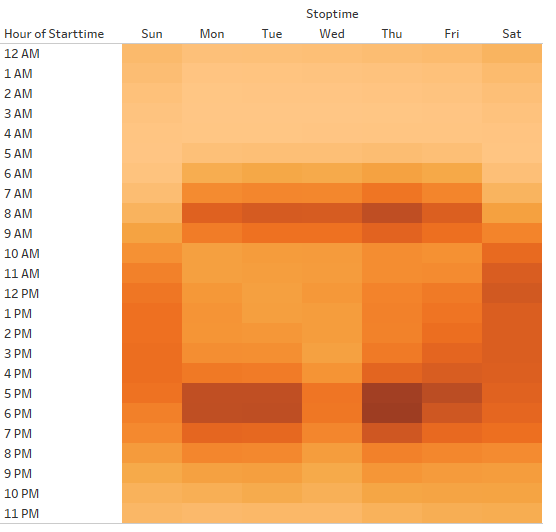 Stoptime
Hour of Starttime Sun Mon Tue Wed Thu Fri Sat
12 AM
1 AM
2 AM
3 AM
4 AM
5 AM
6 AM
7 AM
8 AM
9 AM
10 AM
11 AM
12 PM
1 PM
2 PM
3 PM
4 PM
5 PM
6 PM
7 PM
8 PM
9 PM
10 PM
11 PM